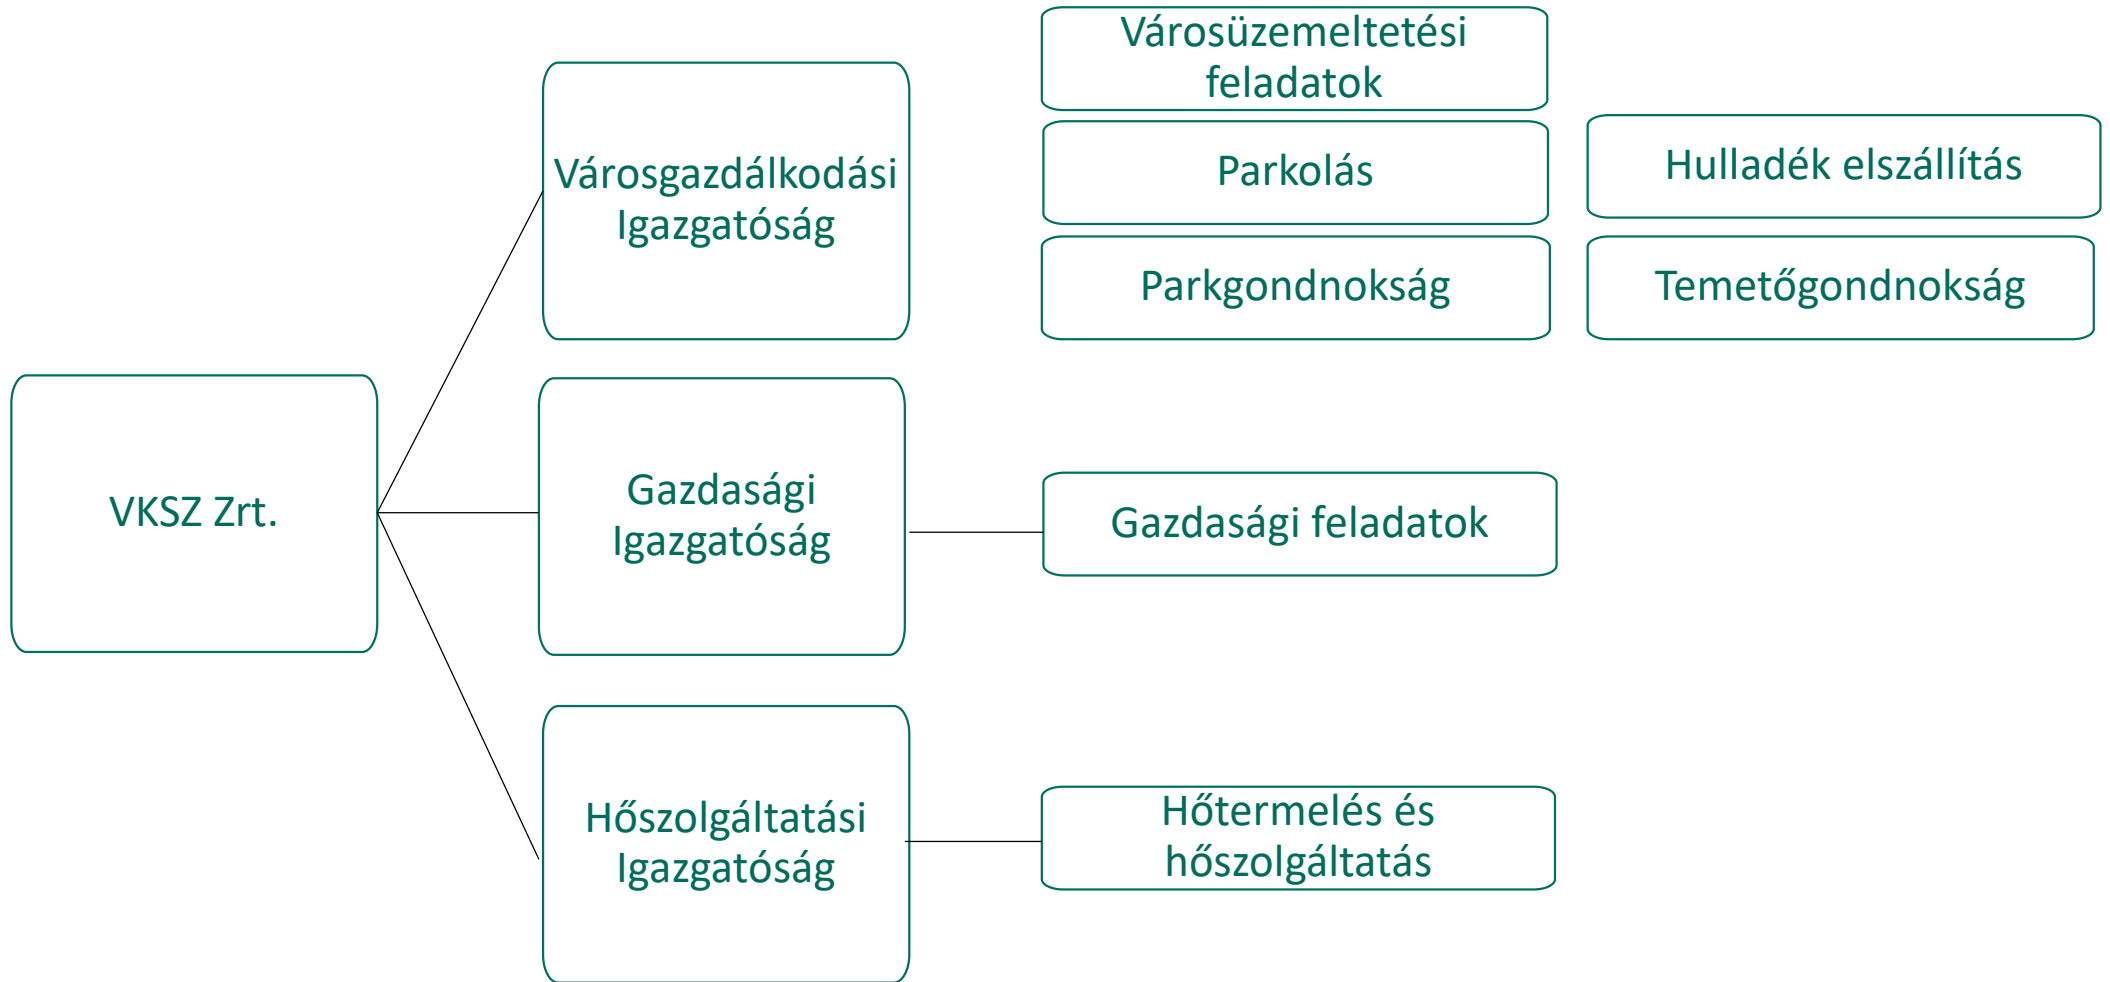 Városüzemeltetési
feladatok
Városgazdálkodási
Igazgatóság
Parkolás
Hulladék elszállítás
Parkgondnokság
Temetőgondnokság
VKSZ Zrt.
Gazdasági
Igazgatóság
Gazdasági feladatok
Hőszolgáltatási
Igazgatóság
Hőtermelés és
hőszolgáltatás